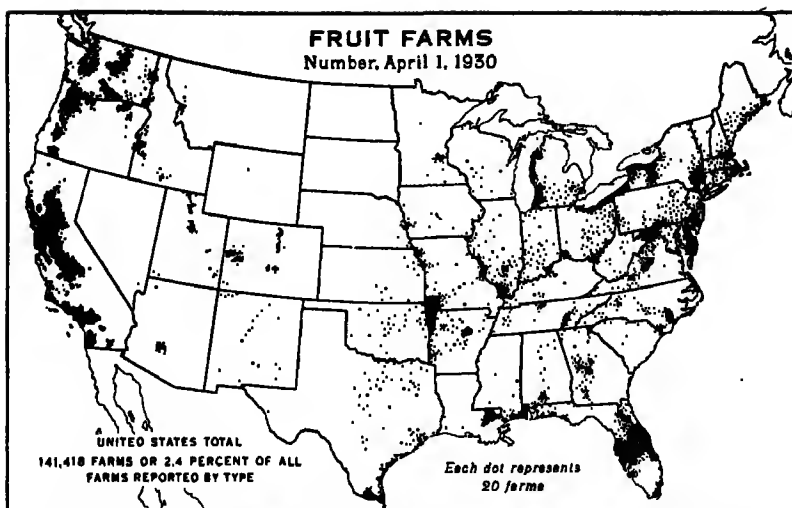 FRUIT FARMS
Number, April 1, 1930
UNITED STATES TOTAL
141,418 FARMS OR 2.4 PERCENT OF ALL
FARMS REPORTED BY TYPE
Each dot represents
20 farms